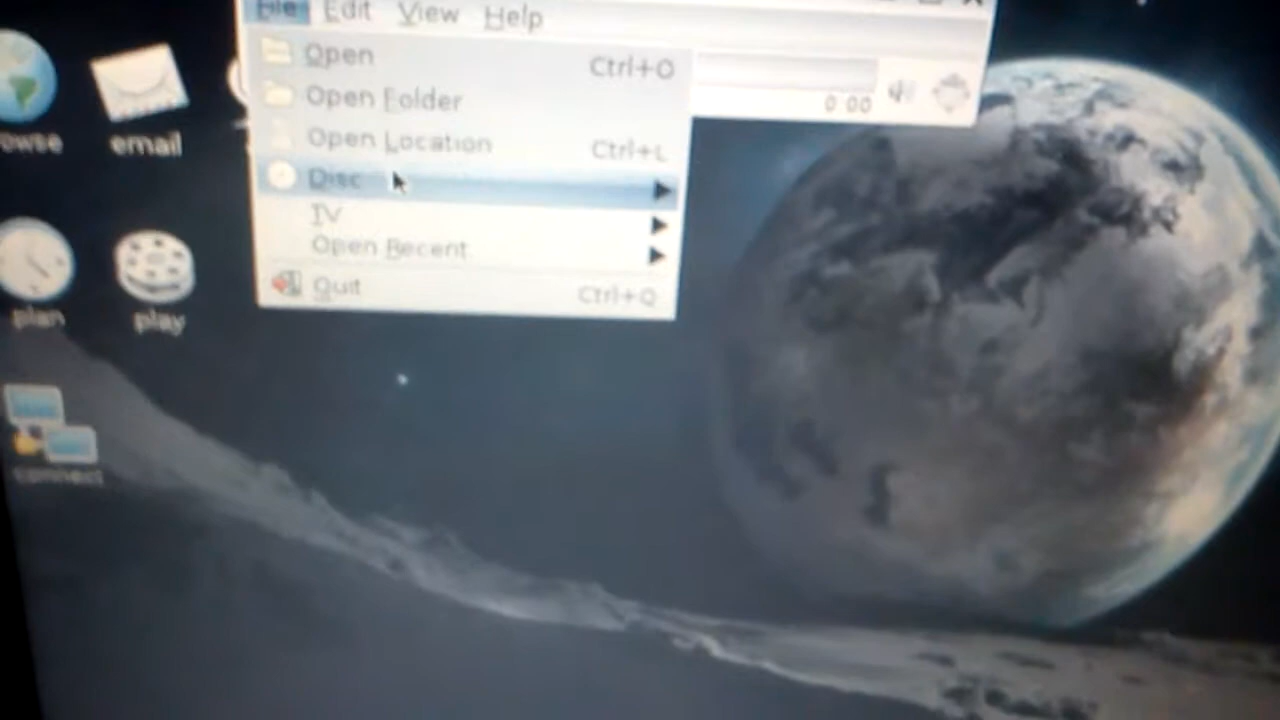 File Edit View Help
Open Ctrl+O
Open Folder
Open Location Ctrl+L
Disc
TV
Open Recent
Quit Ctrl+Q
0:00
owse
email
plan
play
connect